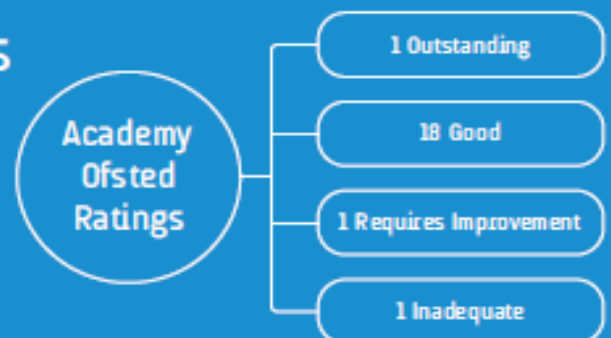 Academy
Ofsted
Ratings
1 Outstanding
18 Good
1 Requires Improvement
1 Inadequate